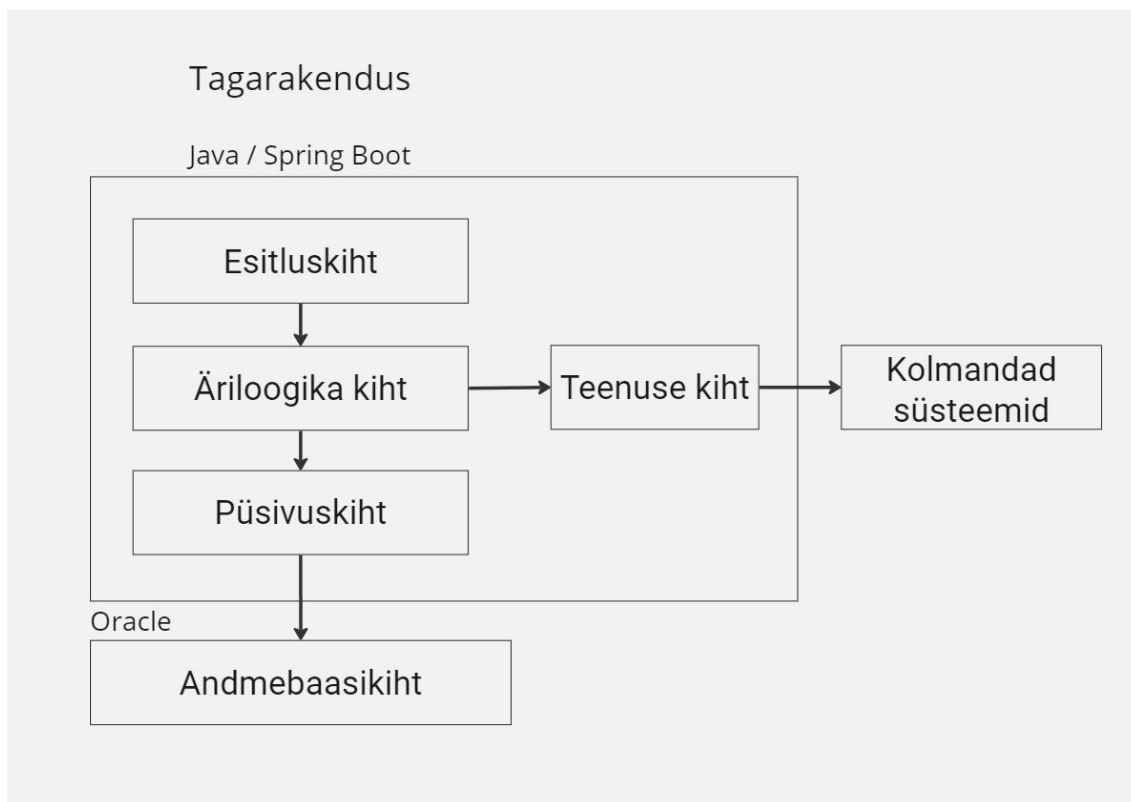 Tagarakendus
Java / Spring Boot
Esitluskiht
Äriloogika kiht
Teenuse kiht
Kolmandad
süsteemid
Püsivuskiht
Oracle
Andmebaasikiht